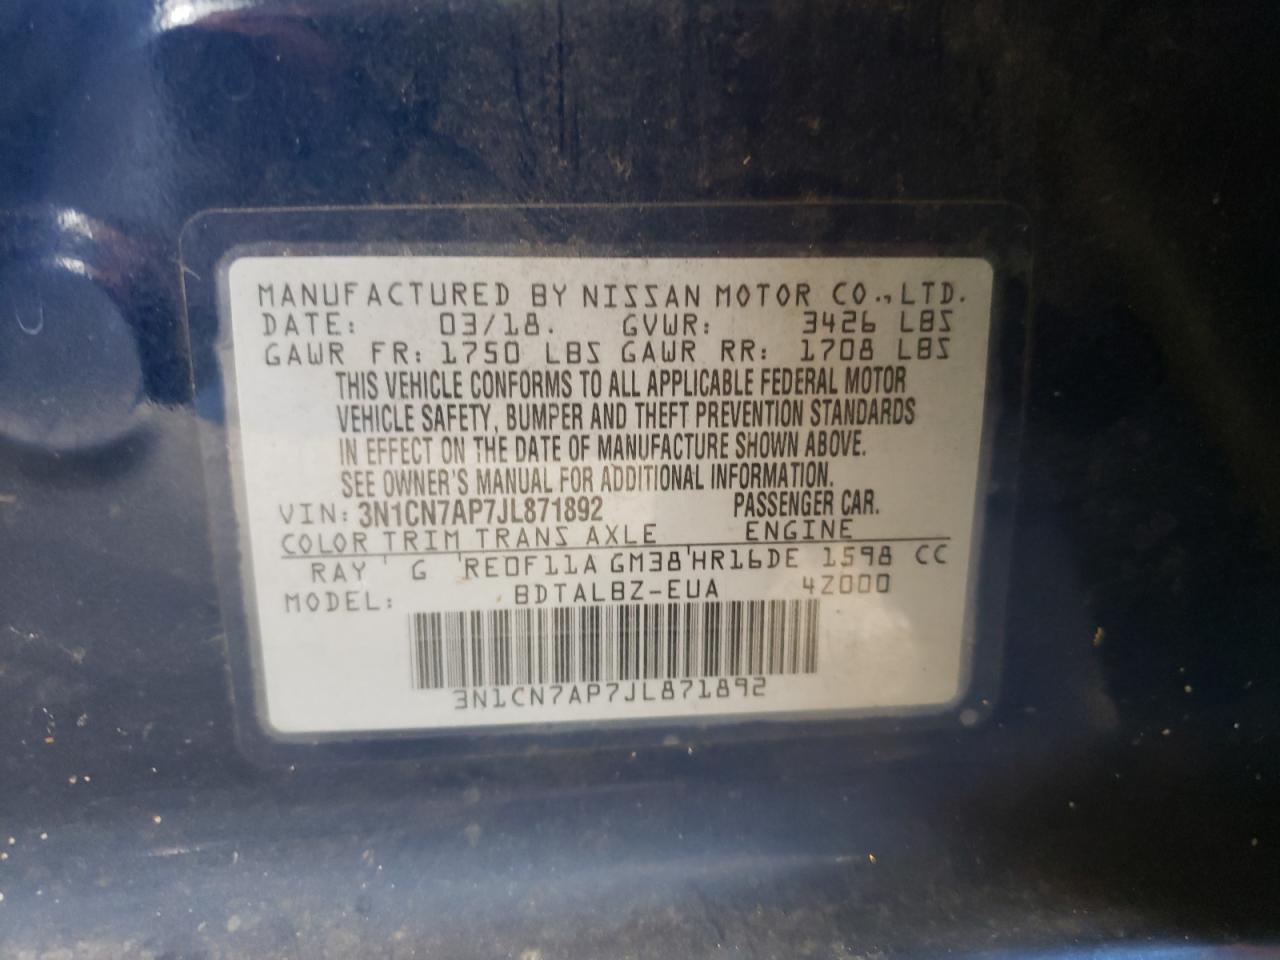 MANUFACTURED BY NISSAN MOTOR CO.,LTD.
DATE: 03/18. GVWR: 3426 LBS
GAWR FR: 1750 LBS GAWR RR: 1708 LBS
THIS VEHICLE CONFORMS TO ALL APPLICABLE FEDERAL MOTOR
VEHICLE SAFETY, BUMPER AND THEFT PREVENTION STANDARDS
IN EFFECT ON THE DATE OF MANUFACTURE SHOWN ABOVE.
SEE OWNER'S MANUAL FOR ADDITIONAL INFORMATION.
VIN: 3N1CN7AP7JL871892 PASSENGER CAR.
COLOR TRIM TRANS AXLE ENGINE
RAY ' G 'RE0F11A GM38'HR16DE 1598 CC
MODEL: BDTALBZ-EUA 4Z000
3N1CN7AP7JL871892